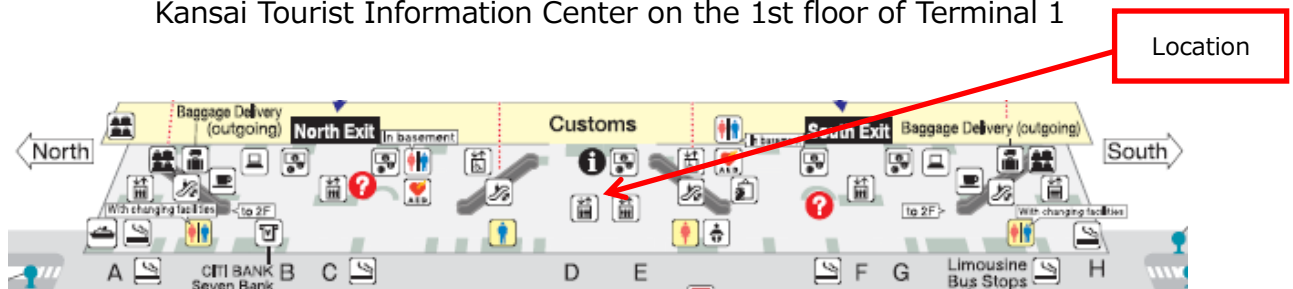 Kansai Tourist Information Center on the 1st floor of Terminal 1
Location
Baggage Delivery
(outgoing)
North Exit
In basement
Customs
South Exit
Baggage Delivery (outgoing)
North
South
AED
AED
With changing facilities
to 2F
to 2F
With changing facilities
A
CITI BANK
Seven Bank
B
C
D
E
F
G
Limousine
Bus Stops
H